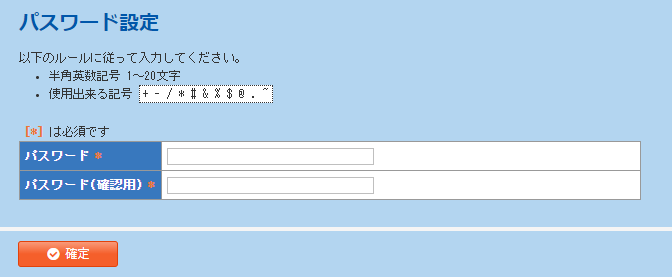 パスワード設定
以下のルールに従って入力してください。
• 半角英数記号 1～20文字
• 使用出来る記号 + - / * # & % $ @ . ~
[*] は必須です
パスワード *
パスワード(確認用) *
確定